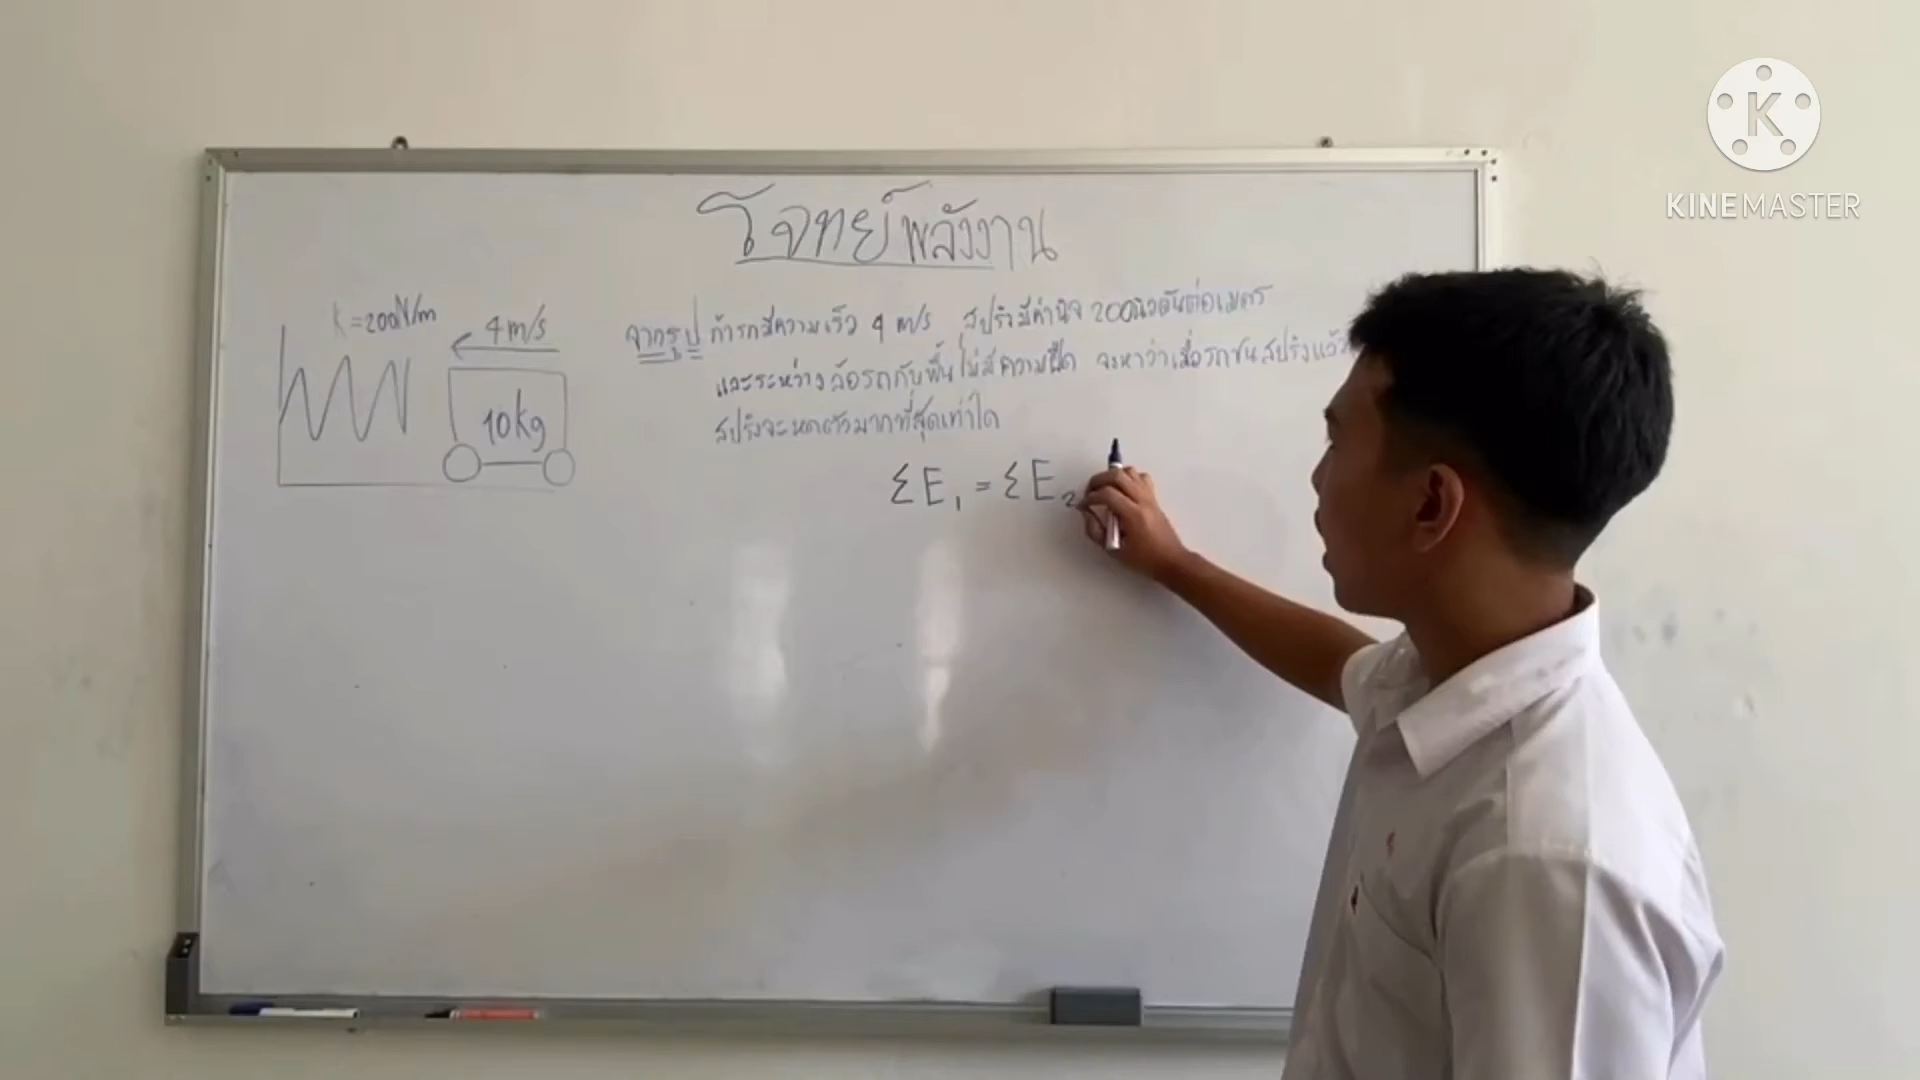 โจทย์พลังงาน
K=200N/m
4 m/s
10kg
จากรูป ถ้ารถมีความเร็ว 4 m/s สปริงมีค่านิจ 200นิวตันต่อเมตร
และระหว่างล้อรถกับพื้นไม่มีความฝืด จงหาว่าเมื่อรถชนสปริงแล้ว
สปริงจะหดตัวมากที่สุดเท่าใด
ΣE₁ = ΣE₂
K
KINEMASTER